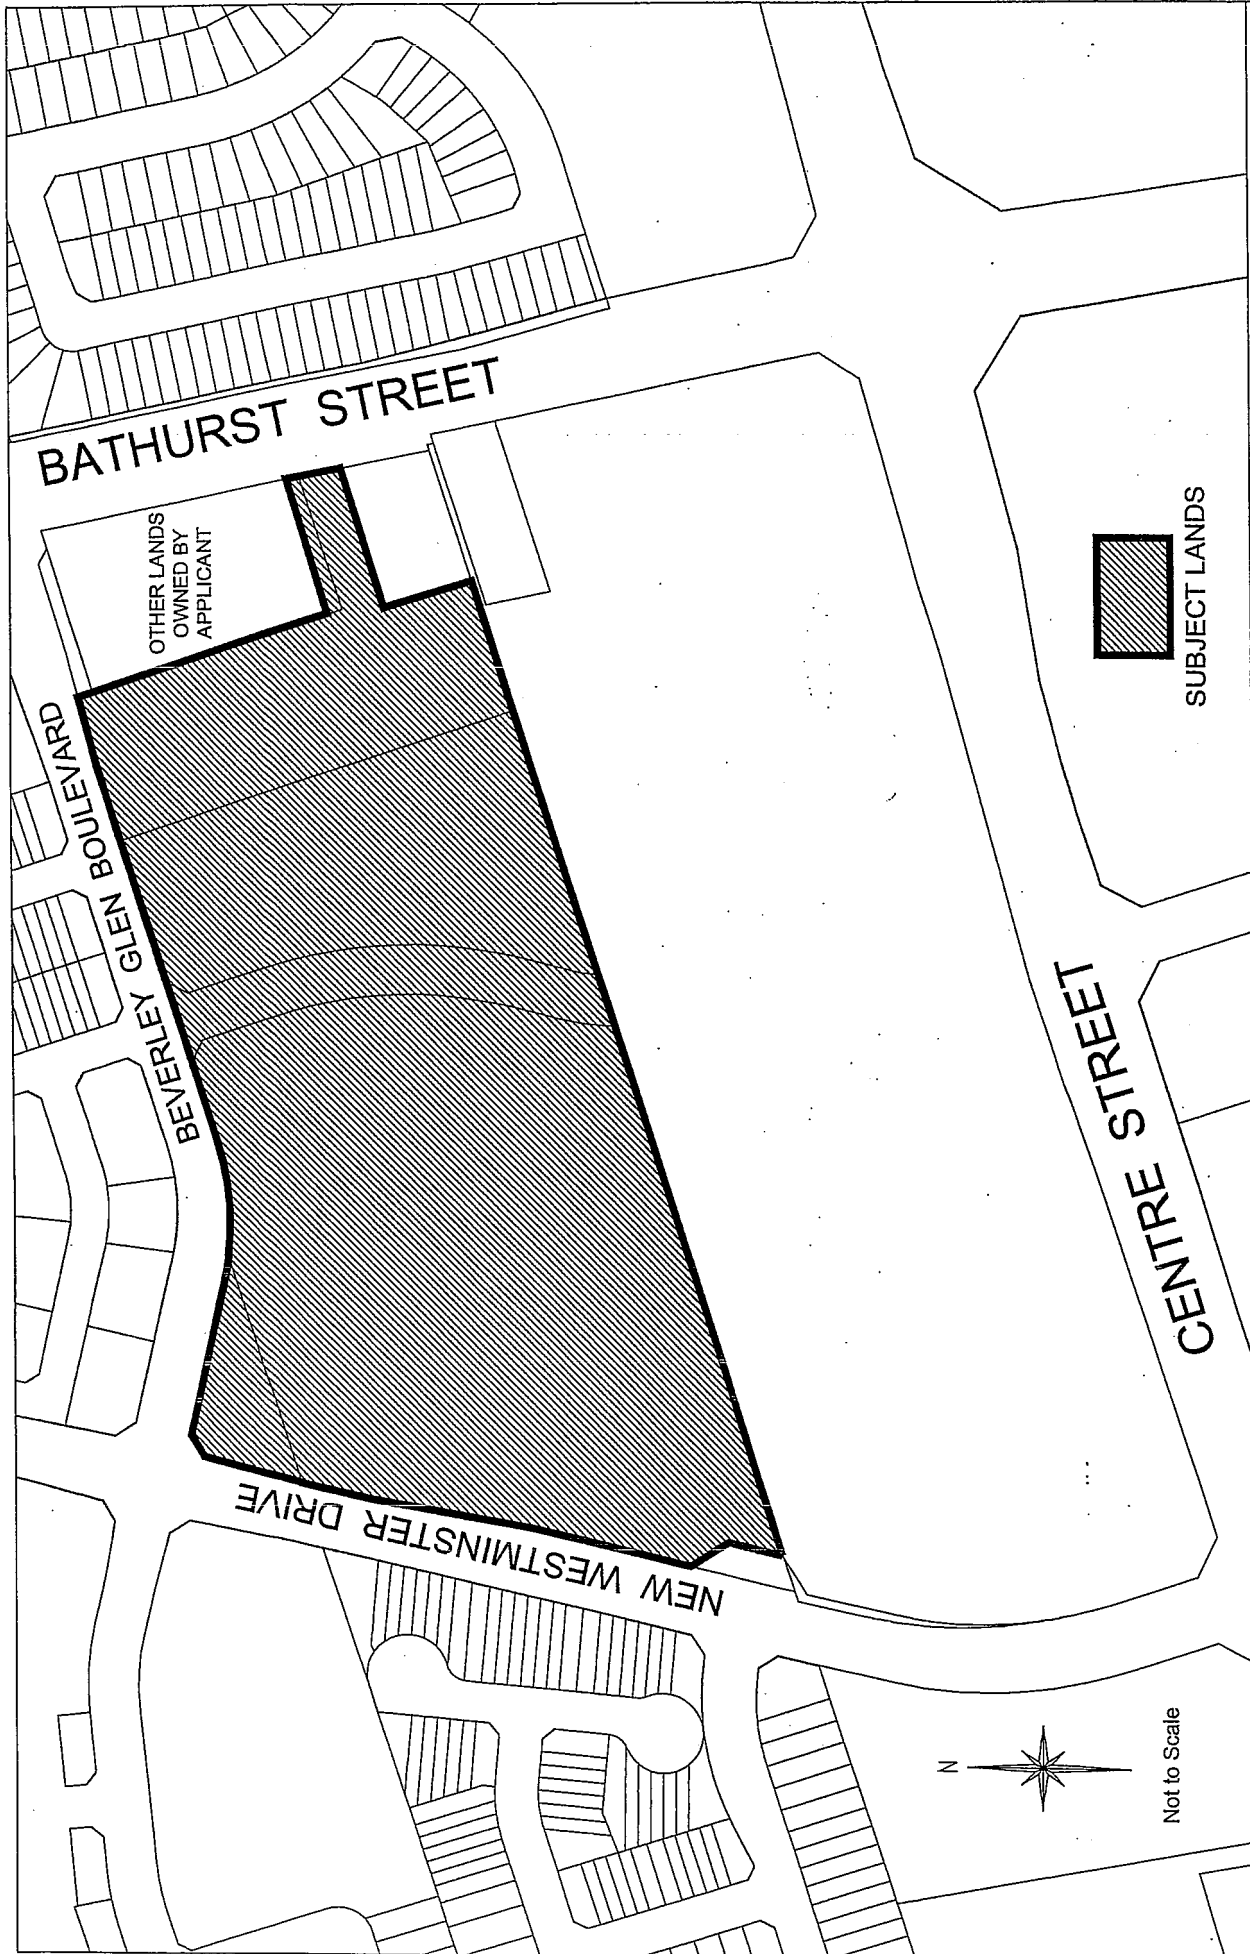 BATHURST STREET
OTHER LANDS
OWNED BY
APPLICANT
BEVERLEY GLEN BOULEVARD
NEW WESTMINSTER DRIVE
CENTRE STREET
SUBJECT LANDS
N
Not to Scale